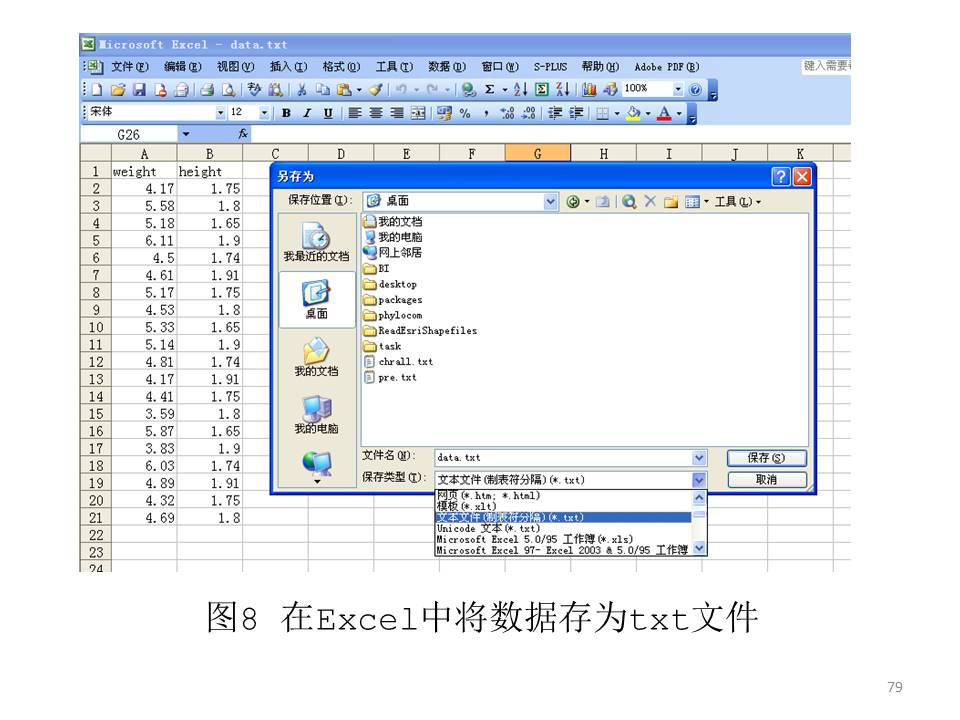 Microsoft Excel - data.txt
文件(F) 编辑(E) 视图(V) 插入(I) 格式(O) 工具(T) 数据(D) 窗口(W) S-PLUS 帮助(H) Adobe PDF(B) 键入需要
100%
宋体 12 B I U
G26 fx
A B C D E F G H I J K
1 weight height
2 4.17 1.75
3 5.58 1.8
4 5.18 1.65
5 6.11 1.9
6 4.5 1.74
7 4.61 1.91
8 5.17 1.75
9 4.53 1.8
10 5.33 1.65
11 5.14 1.9
12 4.81 1.74
13 4.17 1.91
14 4.41 1.75
15 3.59 1.8
16 5.87 1.65
17 3.83 1.9
18 6.03 1.74
19 4.89 1.91
20 4.32 1.75
21 4.69 1.8
22
23
24
另存为
保存位置(I): 桌面 工具(L)
我最近的文档
桌面
我的文档
我的电脑
我的文档
我的电脑
网上邻居
BI
desktop
packages
phylocom
ReadEsriShapefiles
task
chrall.txt
pre.txt
文件名(N): data.txt 保存(S)
保存类型(T): 文本文件(制表符分隔)(*.txt) 取消
网页(*.htm; *.html)
模板(*.xlt)
文本文件(制表符分隔)(*.txt)
Unicode 文本(*.txt)
Microsoft Excel 5.0/95 工作簿(*.xls)
Microsoft Excel 97- Excel 2003 & 5.0/95 工作簿
图8 在Excel中将数据存为txt文件
79